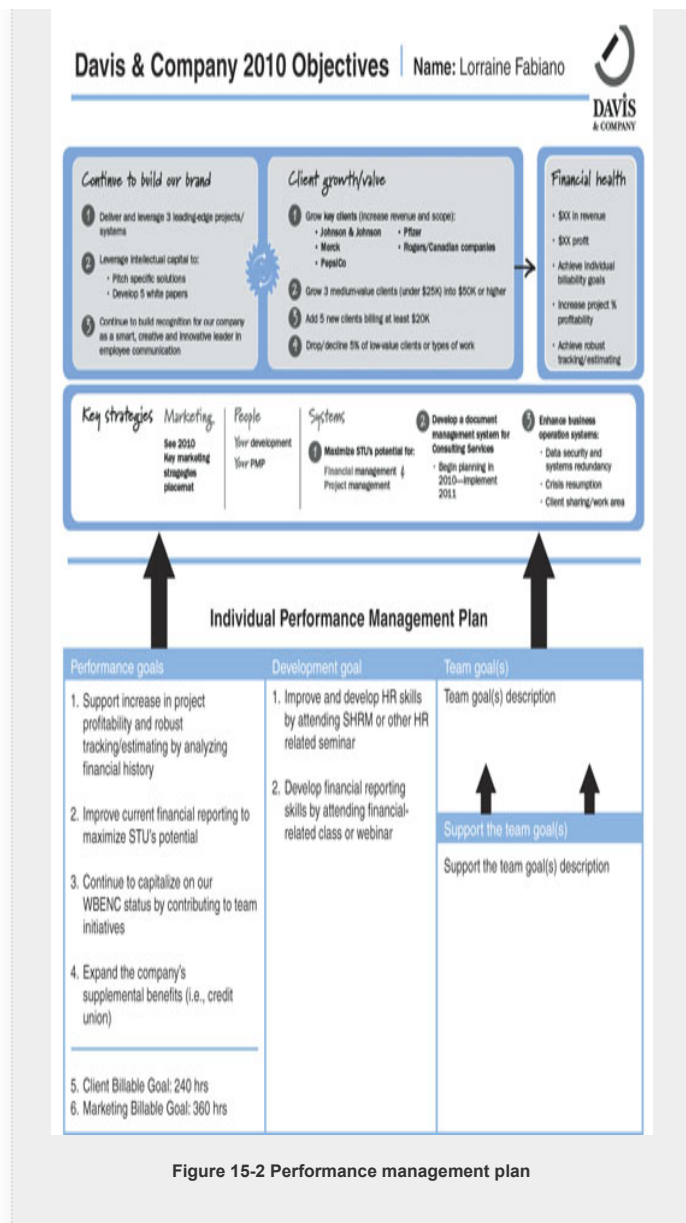 Davis & Company 2010 Objectives
Name: Lorraine Fabiano
DAVIS
& COMPANY
Continue to build our brand
1 Deliver and leverage 3 leading-edge projects/
systems
2 Leverage intellectual capital to:
• Pitch specific solutions
• Develop 5 white papers
3 Continue to build recognition for our company
as a smart, creative and innovative leader in
employee communication
Client growth/value
1 Grow key clients (increase revenue and scope):
• Johnson & Johnson • Pfizer
• Merck • Rogers/Canadian companies
• PepsiCo
2 Grow 3 medium-value clients (under $25K) into $50K or higher
3 Add 5 new clients billing at least $20K
4 Drop/decline 5% of low-value clients or types of work
Financial health
• $XX in revenue
• $XX profit
• Achieve individual
billability goals
• Increase project %
profitability
• Achieve robust
tracking/estimating
Key strategies
Marketing
See 2010
Key marketing
stragegies
placemat
People
Your development
Your PMP
Systems
1 Maximize STU's potential for:
Financial management &
Project management
2 Develop a document
management system for
Consulting Services
• Begin planning in
2010—implement
2011
3 Enhance business
operation systems:
• Data security and
systems redundancy
• Crisis resumption
• Client sharing/work area
Individual Performance Management Plan
Performance goals
1. Support increase in project
profitability and robust
tracking/estimating by analyzing
financial history
2. Improve current financial reporting to
maximize STU's potential
3. Continue to capitalize on our
WBENC status by contributing to team
initiatives
4. Expand the company's
supplemental benefits (i.e., credit
union)
5. Client Billable Goal: 240 hrs
6. Marketing Billable Goal: 360 hrs
Development goal
1. Improve and develop HR skills
by attending SHRM or other HR
related seminar
2. Develop financial reporting
skills by attending financial-
related class or webinar
Team goal(s)
Team goal(s) description
Support the team goal(s)
Support the team goal(s) description
Figure 15-2 Performance management plan